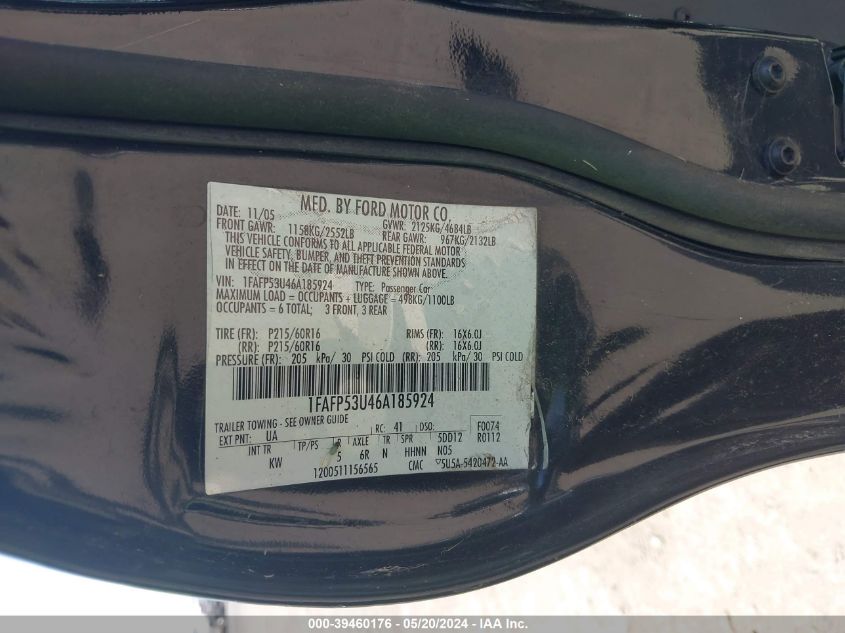 MFD. BY FORD MOTOR CO.
DATE: 11/05 GVWR: 2125KG/4684LB
FRONT GAWR: 1158KG/2552LB REAR GAWR: 967KG/2132LB
THIS VEHICLE CONFORMS TO ALL APPLICABLE FEDERAL MOTOR
VEHICLE SAFETY, BUMPER, AND THEFT PREVENTION STANDARDS
IN EFFECT ON THE DATE OF MANUFACTURE SHOWN ABOVE.
VIN: 1FAFP53U46A185924 TYPE: Passenger Car
MAXIMUM LOAD = OCCUPANTS + LUGGAGE = 498KG/1100LB
OCCUPANTS = 6 TOTAL; 3 FRONT, 3 REAR
TIRE (FR): P215/60R16 RIMS (FR): 16X6.0J
(RR): P215/60R16 (RR): 16X6.0J
PRESSURE (FR): 205 kPa/ 30 PSI COLD (RR): 205 kPa/ 30 PSI COLD
1FAFP53U46A185924
TRAILER TOWING - SEE OWNER GUIDE
EXT PNT: UA RC: 41 DSO: F0074
INT TR TP/PS R AXLE TR SPR 5DD12 R0112
KW 5 6R N HHNN N05
1200511156565 CMC 5U5A-5420472-AA
000-39460176 - 05/20/2024 - IAA Inc.